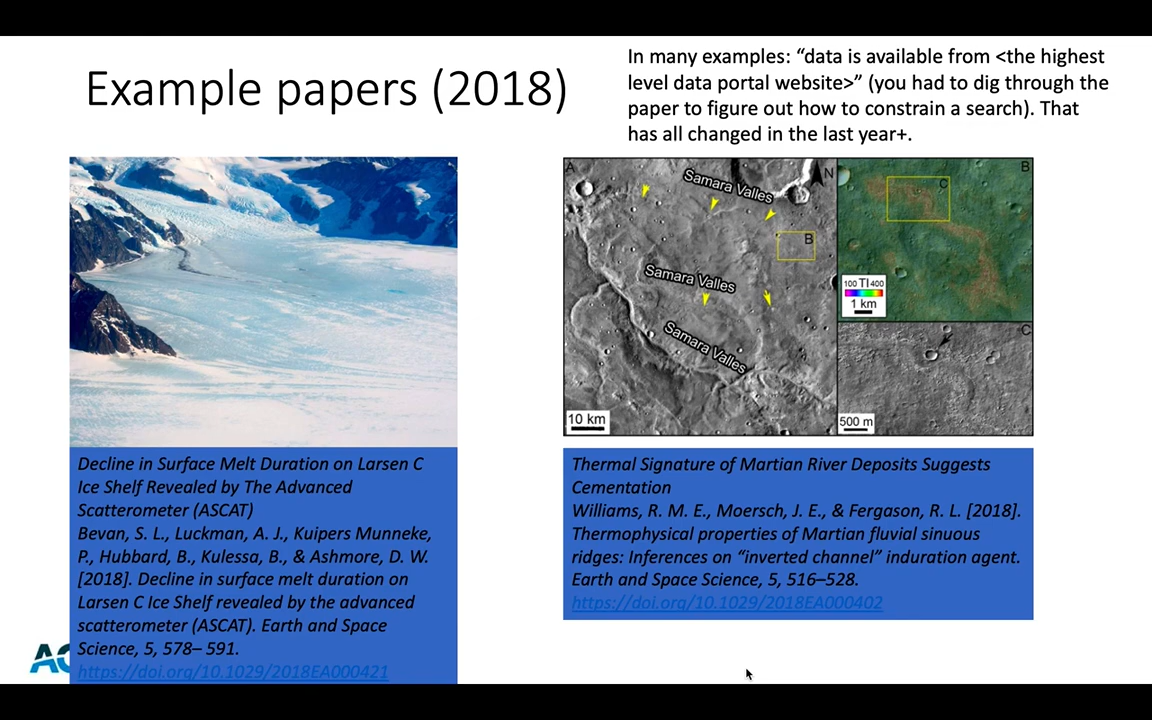 Example papers (2018)
In many examples: “data is available from <the highest
level data portal website>” (you had to dig through the
paper to figure out how to constrain a search). That
has all changed in the last year+.
A
Samara Valles
N
B
Samara Valles
Samara Valles
10 km
B
C
100 TI 400
1 km
C
500 m
Decline in Surface Melt Duration on Larsen C
Ice Shelf Revealed by The Advanced
Scatterometer (ASCAT)
Bevan, S. L., Luckman, A. J., Kuipers Munneke,
P., Hubbard, B., Kulessa, B., & Ashmore, D. W.
[2018]. Decline in surface melt duration on
Larsen C Ice Shelf revealed by the advanced
scatterometer (ASCAT). Earth and Space
Science, 5, 578– 591.
https://doi.org/10.1029/2018EA000421
Thermal Signature of Martian River Deposits Suggests
Cementation
Williams, R. M. E., Moersch, J. E., & Fergason, R. L. [2018].
Thermophysical properties of Martian fluvial sinuous
ridges: Inferences on “inverted channel” induration agent.
Earth and Space Science, 5, 516–528.
https://doi.org/10.1029/2018EA000402